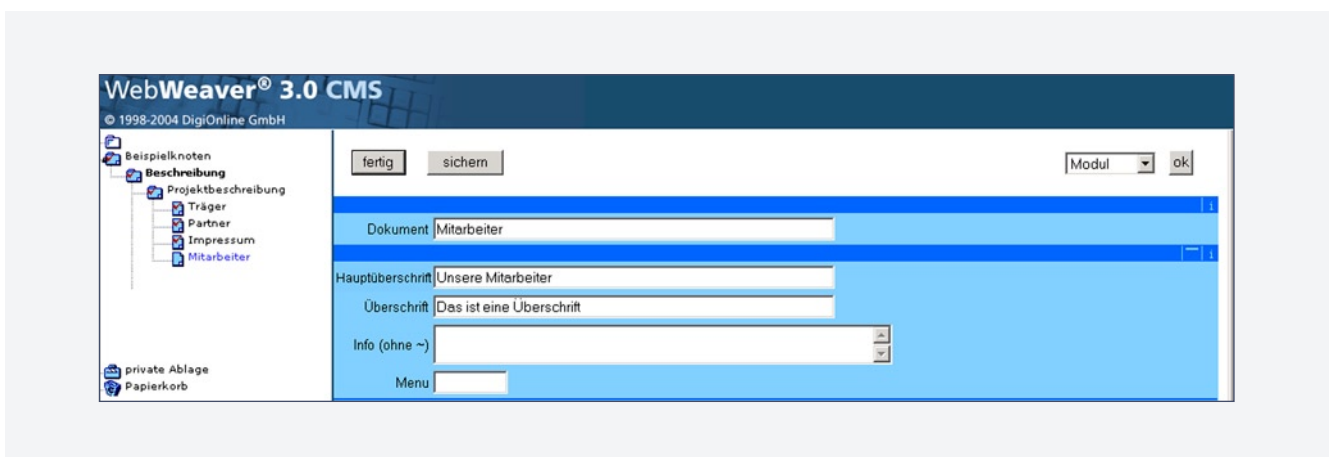 WebWeaver® 3.0 CMS
© 1998-2004 DigiOnline GmbH
Beispielknoten
Beschreibung
Projektbeschreibung
Träger
Partner
Impressum
Mitarbeiter
private Ablage
Papierkorb
fertig sichern Modul ok
i
Dokument Mitarbeiter
i
Hauptüberschrift Unsere Mitarbeiter
Überschrift Das ist eine Überschrift
Info (ohne ~)
Menu